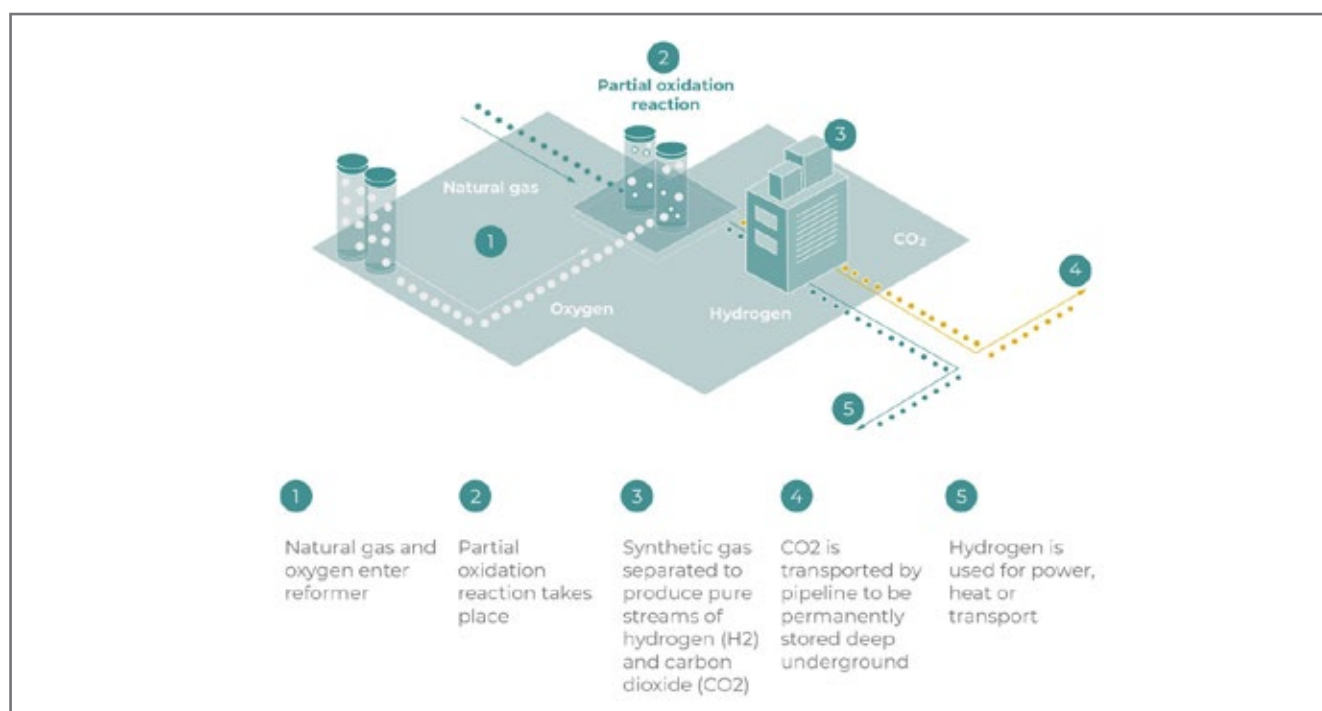 2
Partial oxidation
reaction
3
Natural gas
1
CO₂
4
Oxygen
Hydrogen
5
1
Natural gas and
oxygen enter
reformer
2
Partial
oxidation
reaction takes
place
3
Synthetic gas
separated to
produce pure
streams of
hydrogen (H2)
and carbon
dioxide (CO2)
4
CO2 is
transported by
pipeline to be
permanently
stored deep
underground
5
Hydrogen is
used for power,
heat or
transport